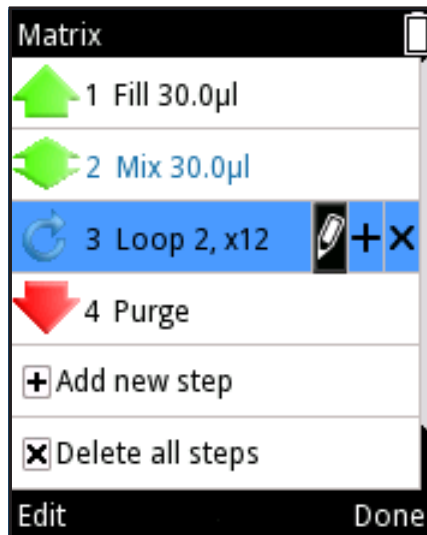 Matrix
1 Fill 30.0µl
2 Mix 30.0µl
3 Loop 2, x12
4 Purge
Add new step
Delete all steps
Edit Done